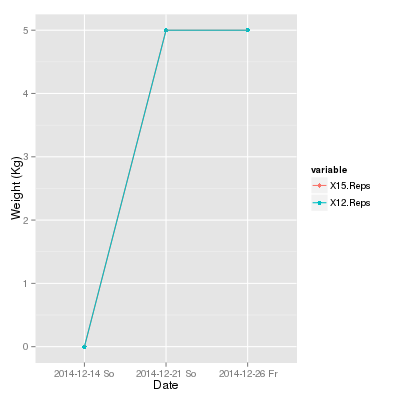 5
4
3
2
1
0
Weight (Kg)
2014-12-14 So
2014-12-21 So
2014-12-26 Fr
Date
variable
X15.Reps
X12.Reps